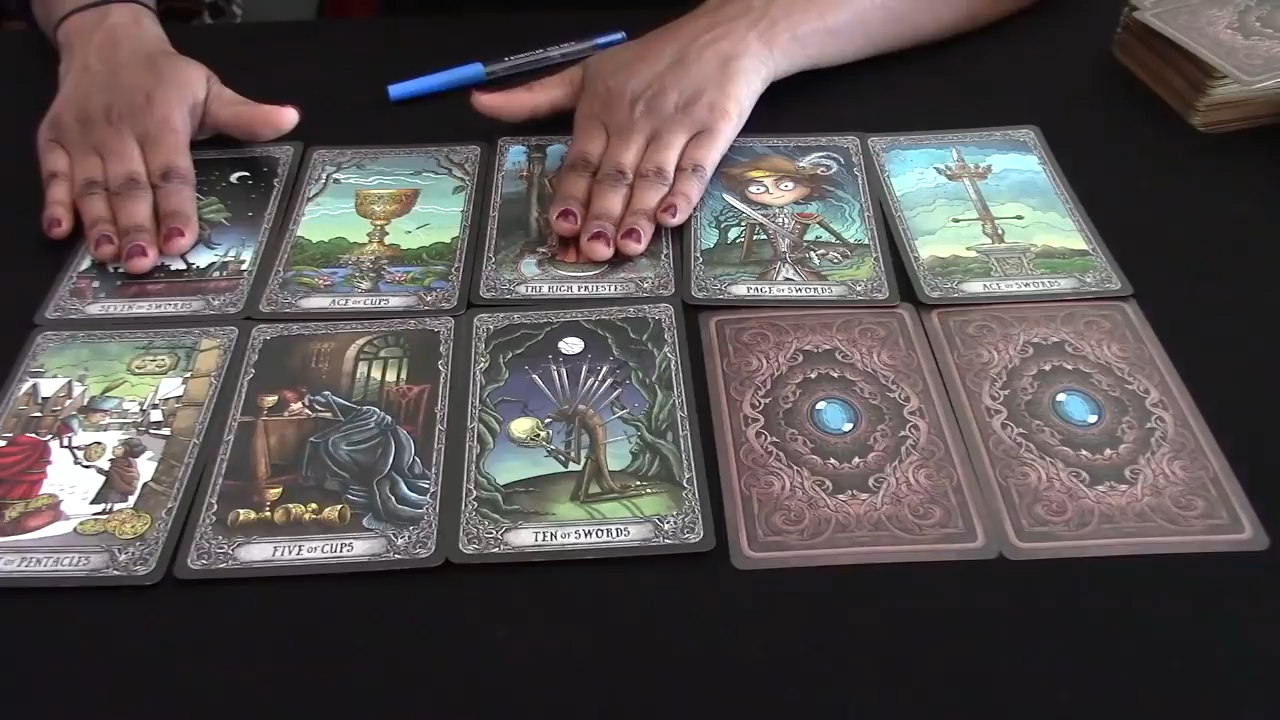 SEVEN OF SWORDS
ACE OF CUPS
THE HIGH PRIESTESS
PAGE OF SWORDS
ACE OF SWORDS
OF PENTACLES
FIVE OF CUPS
TEN OF SWORDS